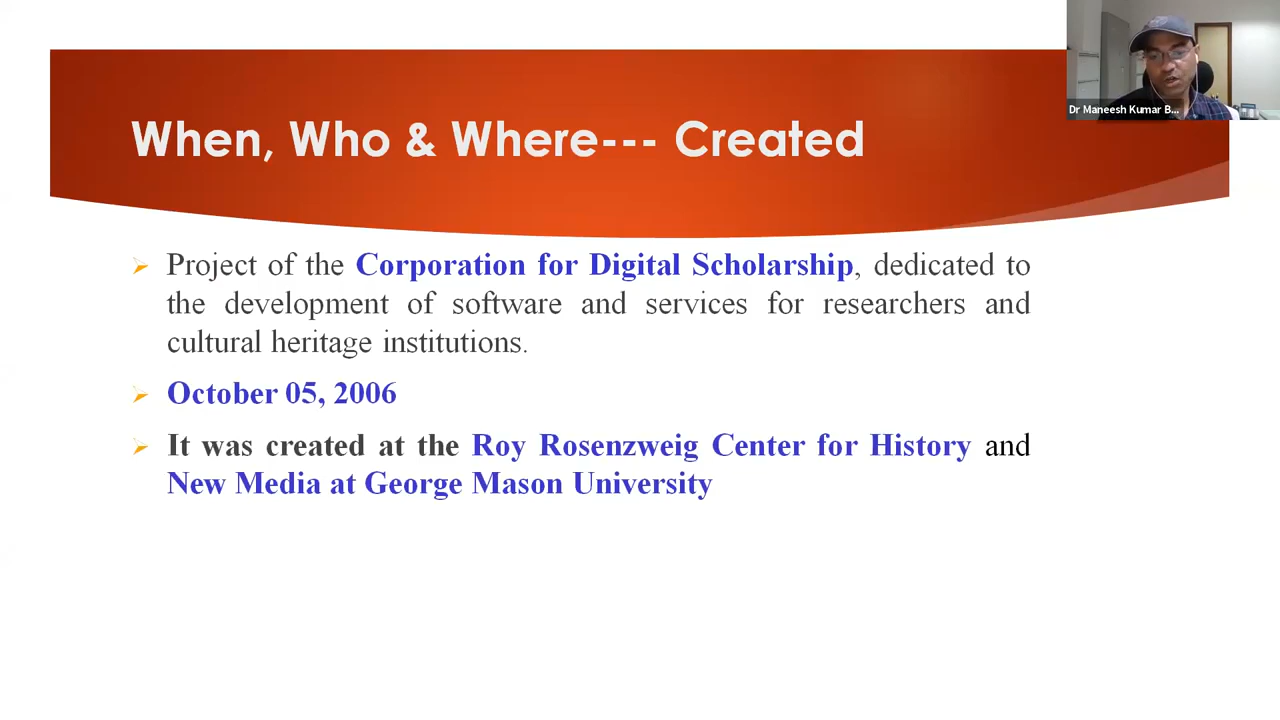 Dr Maneesh Kumar B...
When, Who & Where--- Created
Project of the Corporation for Digital Scholarship, dedicated to
the development of software and services for researchers and
cultural heritage institutions.
October 05, 2006
It was created at the Roy Rosenzweig Center for History and
New Media at George Mason University